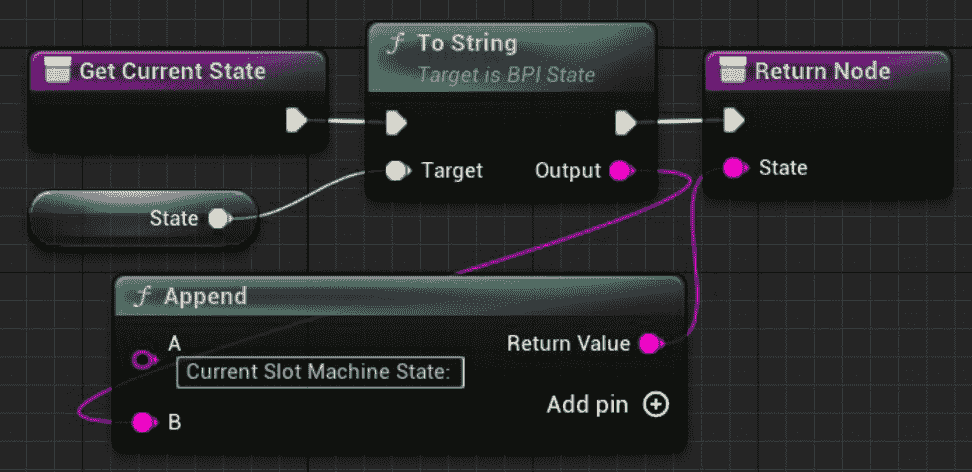 Get Current State
f To String
Target is BPI State
Return Node
Target
Output
State
State
f Append
A
Current Slot Machine State:
Return Value
Add pin
B